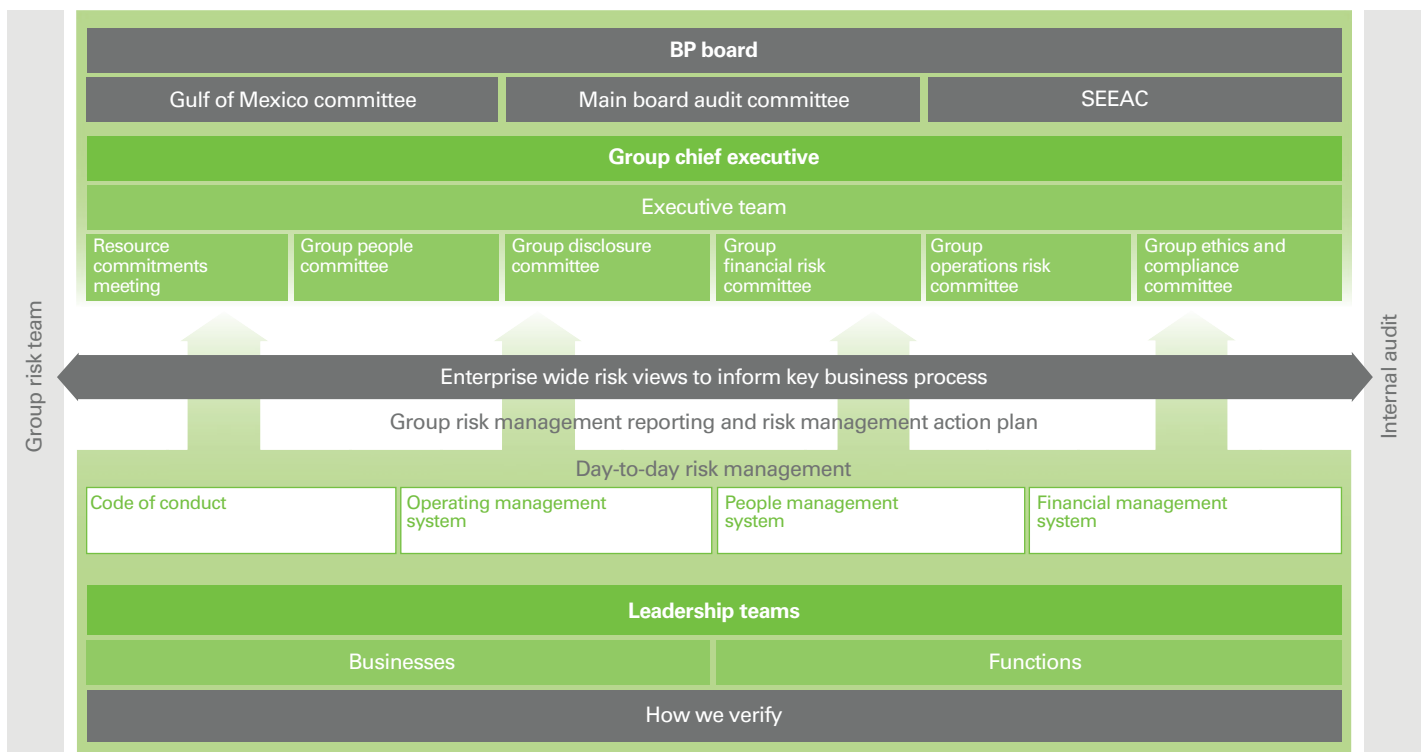 BP board
Gulf of Mexico committee
Main board audit committee
SEEAC
Group chief executive
Executive team
Resource
commitments
meeting
Group people
committee
Group disclosure
committee
Group
financial risk
committee
Group
operations risk
committee
Group ethics and
compliance
committee
Group risk team
Enterprise wide risk views to inform key business process
Internal audit
Group risk management reporting and risk management action plan
Day-to-day risk management
Code of conduct
Operating management
system
People management
system
Financial management
system
Leadership teams
Businesses
Functions
How we verify